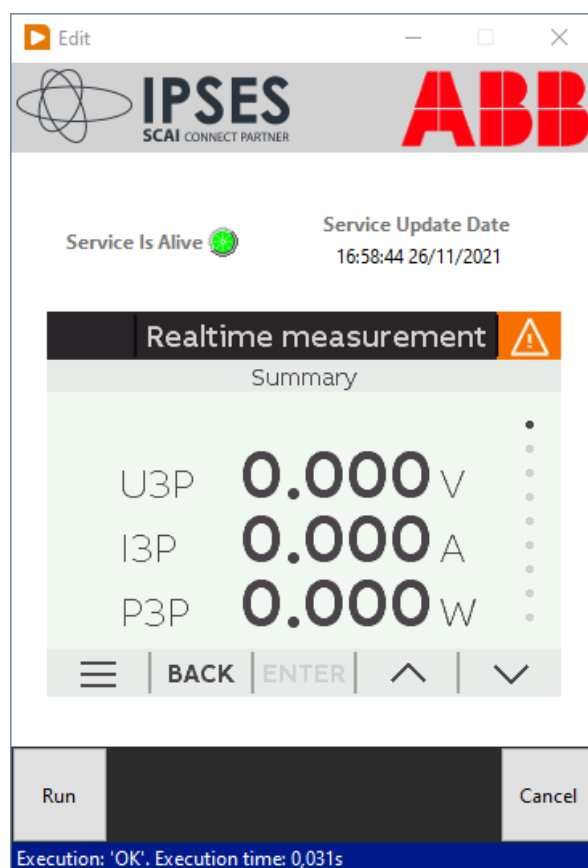 Edit
IPSES
SCAI CONNECT PARTNER
ABB
Service Is Alive
Service Update Date
16:58:44 26/11/2021
Realtime measurement
Summary
U3P 0.000 V
I3P 0.000 A
P3P 0.000 W
BACK ENTER
Run
Cancel
Execution: 'OK'. Execution time: 0,031s